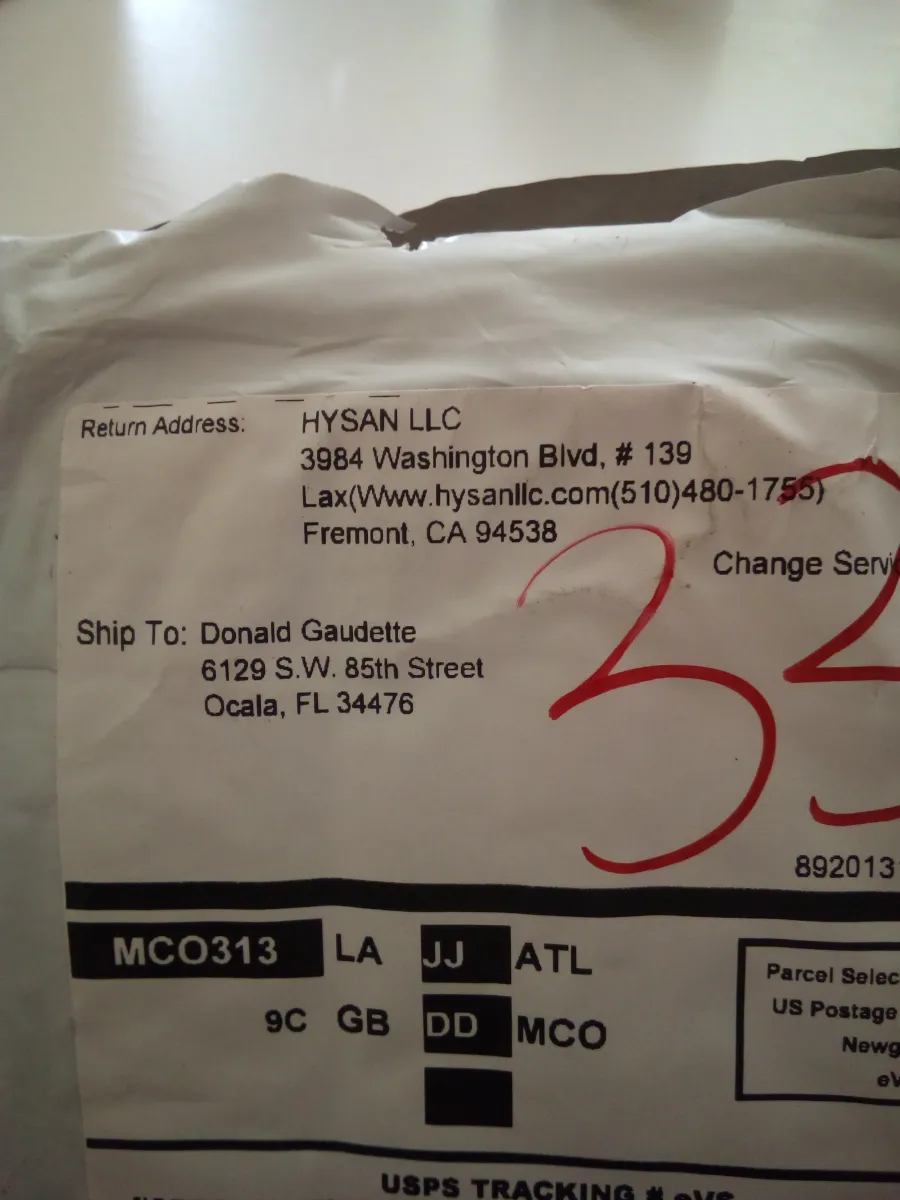 Return Address: HYSAN LLC
3984 Washington Blvd, # 139
Lax(Www.hysanllc.com(510)480-1755)
Fremont, CA 94538
Change Servi
Ship To: Donald Gaudette
6129 S.W. 85th Street
Ocala, FL 34476
33
892013
MCO313 LA JJ ATL
9C GB DD MCO
Parcel Selec
US Postage
Newg
eV
USPS TRACKING # eVS